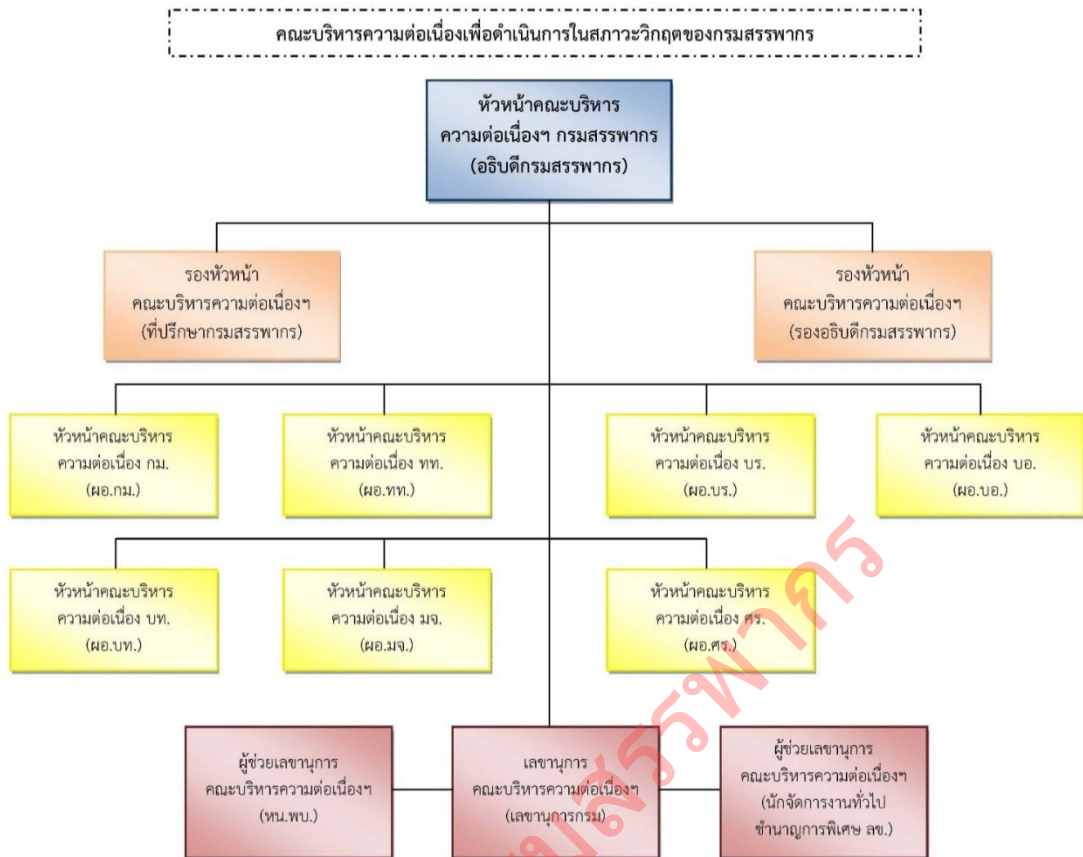 คณะบริหารความต่อเนื่องเพื่อดำเนินการในสภาวะวิกฤตของกรมสรรพากร
หัวหน้าคณะบริหาร
ความต่อเนื่องฯ กรมสรรพากร
(อธิบดีกรมสรรพากร)
รองหัวหน้า
คณะบริหารความต่อเนื่องฯ
(ที่ปรึกษากรมสรรพากร)
รองหัวหน้า
คณะบริหารความต่อเนื่องฯ
(รองอธิบดีกรมสรรพากร)
หัวหน้าคณะบริหาร
ความต่อเนื่อง กม.
(ผอ.กม.)
หัวหน้าคณะบริหาร
ความต่อเนื่อง ทท.
(ผอ.ทท.)
หัวหน้าคณะบริหาร
ความต่อเนื่อง บร.
(ผอ.บร.)
หัวหน้าคณะบริหาร
ความต่อเนื่อง บอ.
(ผอ.บอ.)
หัวหน้าคณะบริหาร
ความต่อเนื่อง บท.
(ผอ.บท.)
หัวหน้าคณะบริหาร
ความต่อเนื่อง มจ.
(ผอ.มจ.)
หัวหน้าคณะบริหาร
ความต่อเนื่อง ศร.
(ผอ.ศร.)
ผู้ช่วยเลขานุการ
คณะบริหารความต่อเนื่องฯ
(หน.พบ.)
เลขานุการ
คณะบริหารความต่อเนื่องฯ
(เลขานุการกรม)
ผู้ช่วยเลขานุการ
คณะบริหารความต่อเนื่องฯ
(นักจัดการงานทั่วไป
ชำนาญการพิเศษ ลข.)
มสรรพากร